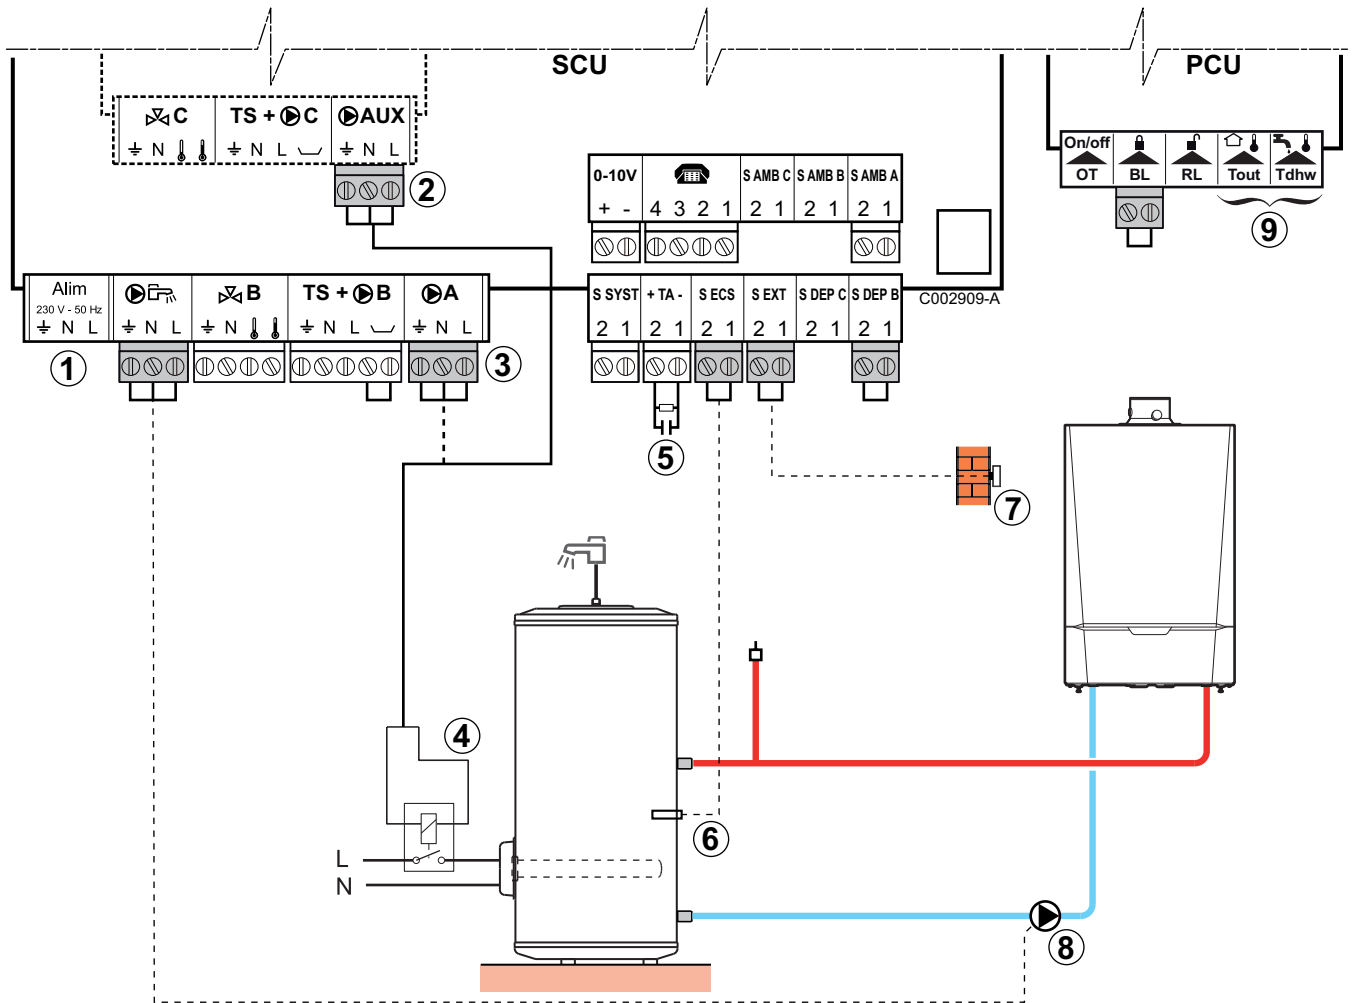 SCU
PCU
C
TS + C
AUX
N
N L
N L
2
On/off
OT
BL
RL
Tout
Tdhw
9
0-10V
S AMB C
S AMB B
S AMB A
+ -
4 3 2 1
2 1
2 1
2 1
C002909-A
Alim
230 V - 50 Hz
N L
N L
B
N
TS + B
N L
A
N L
1
3
S SYST
+ TA -
S ECS
S EXT
S DEP C
S DEP B
2 1
2 1
2 1
2 1
2 1
2 1
5
7
4
6
L
N
8